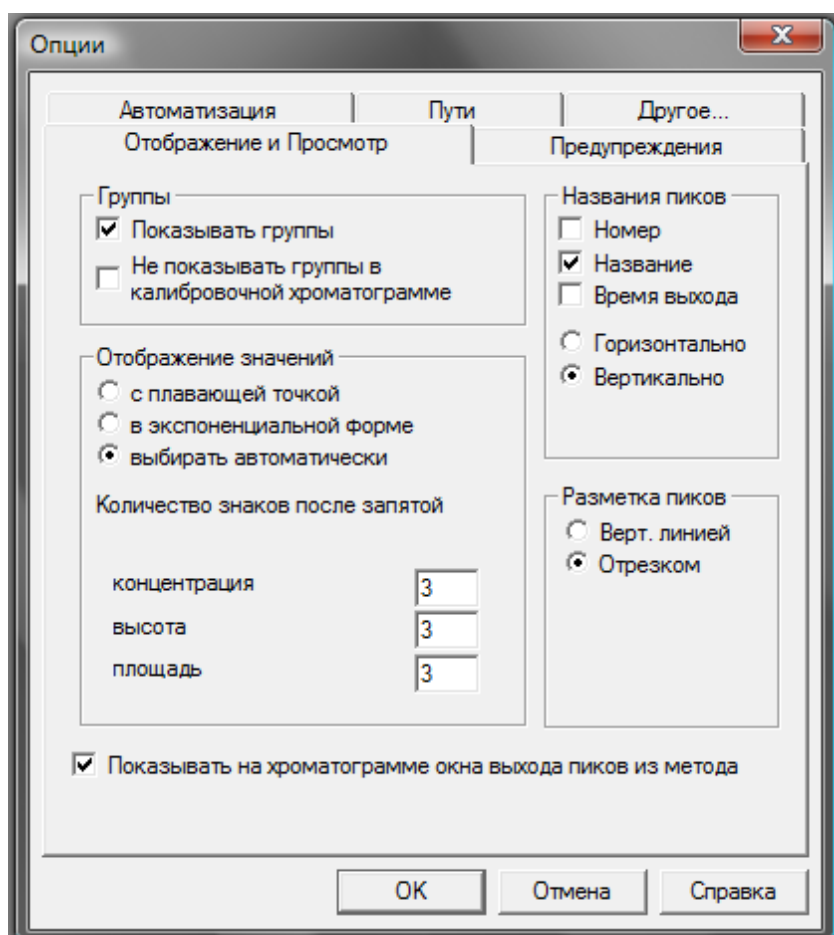 Опции
Автоматизация
Пути
Другое...
Отображение и Просмотр
Предупреждения
Группы
Показывать группы
Не показывать группы в
калибровочной хроматограмме
Отображение значений
с плавающей точкой
в экспоненциальной форме
выбирать автоматически
Количество знаков после запятой
концентрация 3
высота 3
площадь 3
Названия пиков
Номер
Название
Время выхода
Горизонтально
Вертикально
Разметка пиков
Верт. линией
Отрезком
Показывать на хроматограмме окна выхода пиков из метода
OK
Отмена
Справка